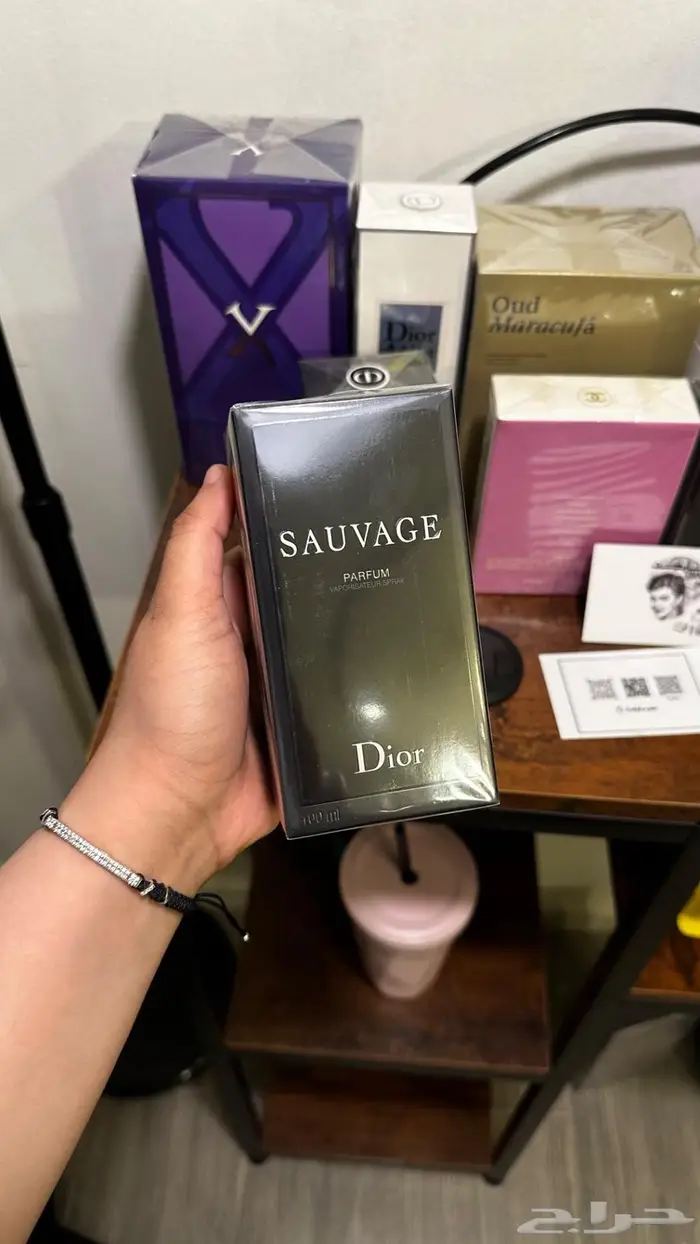 V
Dior
Oud
Maracujá
SAUVAGE
PARFUM
VAPORISATEUR SPRAY
Dior
100 ml
حراج